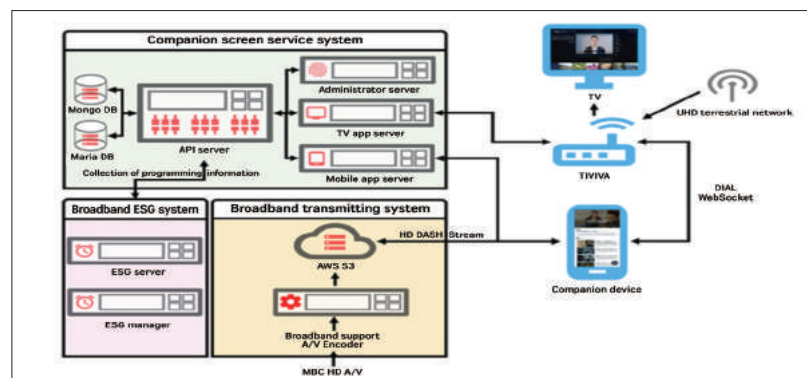 Companion screen service system
Mongo DB
Maria DB
API server
Collection of programming information
Administrator server
TV app server
Mobile app server
TV
UHD terrestrial network
TIVIVA
DIAL
WebSocket
Companion device
Broadband ESG system
ESG server
ESG manager
Broadband transmitting system
HD DASH Stream
AWS S3
Broadband support
A/V Encoder
MBC HD A/V